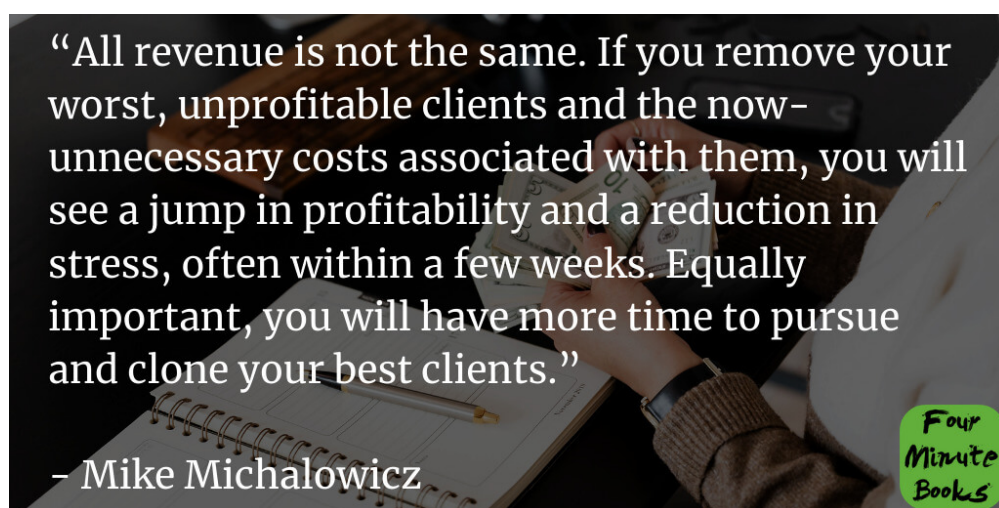 “All revenue is not the same. If you remove your
worst, unprofitable clients and the now-
unnecessary costs associated with them, you will
see a jump in profitability and a reduction in
stress, often within a few weeks. Equally
important, you will have more time to pursue
and clone your best clients.”
- Mike Michalowicz
Four
Minute
Books